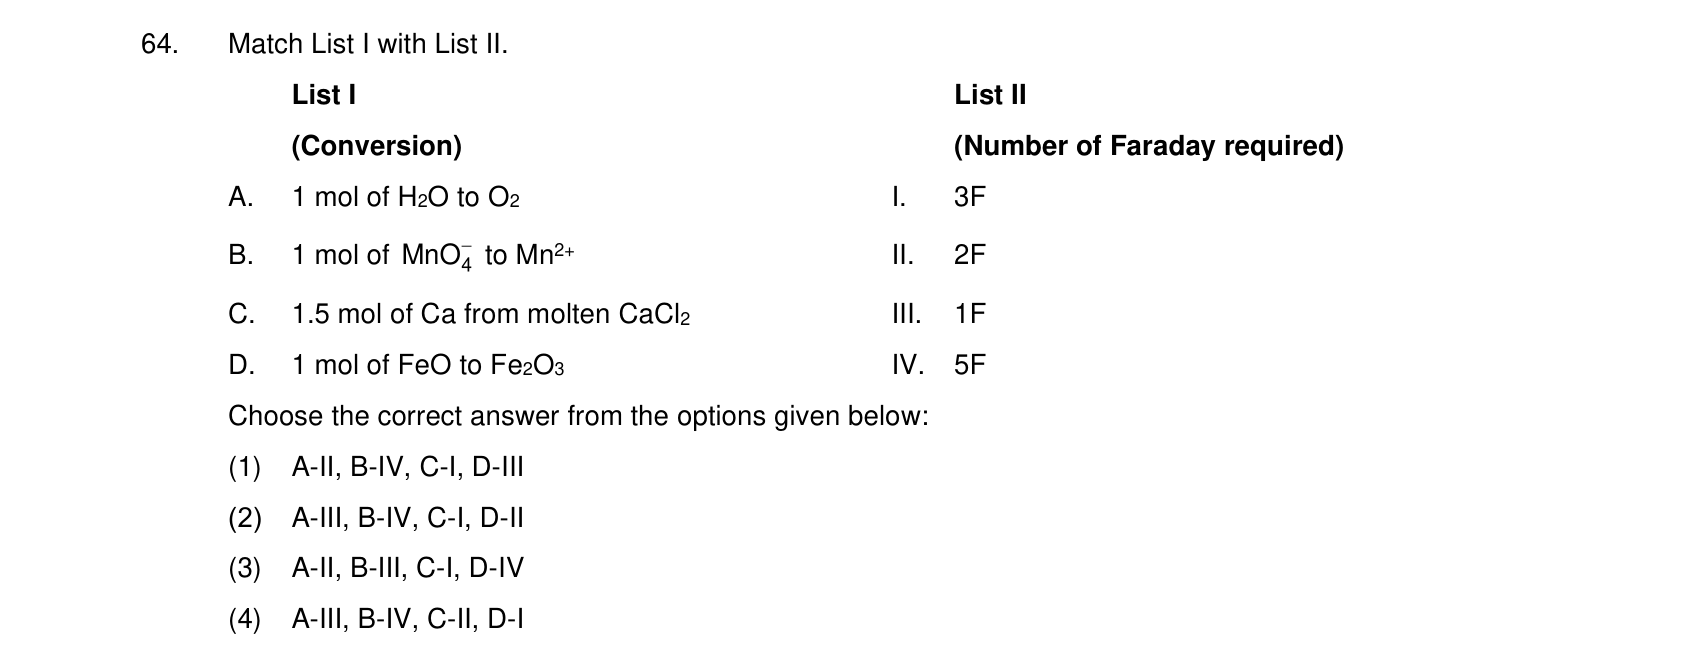 64. Match List I with List II.
List I List II
(Conversion) (Number of Faraday required)
A. 1 mol of H₂O to O₂ I. 3F
B. 1 mol of MnO₄⁻ to Mn²⁺ II. 2F
C. 1.5 mol of Ca from molten CaCl₂ III. 1F
D. 1 mol of FeO to Fe₂O₃ IV. 5F
Choose the correct answer from the options given below:
(1) A-II, B-IV, C-I, D-III
(2) A-III, B-IV, C-I, D-II
(3) A-II, B-III, C-I, D-IV
(4) A-III, B-IV, C-II, D-I